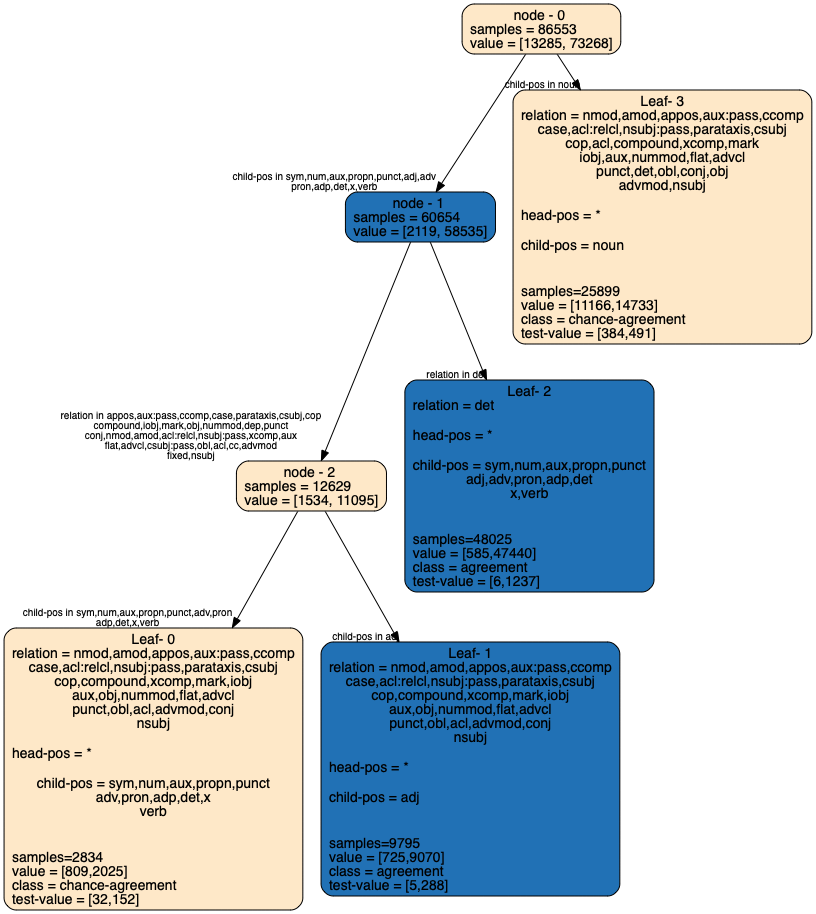 node - 0
samples = 86553
value = [13285, 73268]
child-pos in noun
Leaf- 3
relation = nmod,amod,appos,aux:pass,ccomp
case,acl:relcl,nsubj:pass,parataxis,csubj
cop,acl,compound,xcomp,mark
iobj,aux,nummod,flat,advcl
punct,det,obl,conj,obj
advmod,nsubj
head-pos = *
child-pos = noun
samples=25899
value = [11166,14733]
class = chance-agreement
test-value = [384,491]
child-pos in sym,num,aux,propn,punct,adj,adv
pron,adp,det,x,verb
node - 1
samples = 60654
value = [2119, 58535]
relation in det
Leaf- 2
relation = det
head-pos = *
child-pos = sym,num,aux,propn,punct
adj,adv,pron,adp,det
x,verb
samples=48025
value = [585,47440]
class = agreement
test-value = [6,1237]
relation in appos,aux:pass,ccomp,case,parataxis,csubj,cop
compound,iobj,mark,obj,nummod,dep,punct
conj,nmod,amod,acl:relcl,nsubj:pass,xcomp,aux
flat,advcl,csubj:pass,obl,acl,cc,advmod
fixed,nsubj
node - 2
samples = 12629
value = [1534, 11095]
child-pos in sym,num,aux,propn,punct,adv,pron
adp,det,x,verb
Leaf- 0
relation = nmod,amod,appos,aux:pass,ccomp
case,acl:relcl,nsubj:pass,parataxis,csubj
cop,compound,xcomp,mark,iobj
aux,obj,nummod,flat,advcl
punct,obl,acl,advmod,conj
nsubj
head-pos = *
child-pos = sym,num,aux,propn,punct
adv,pron,adp,det,x
verb
samples=2834
value = [809,2025]
class = chance-agreement
test-value = [32,152]
child-pos in adj
Leaf- 1
relation = nmod,amod,appos,aux:pass,ccomp
case,acl:relcl,nsubj:pass,parataxis,csubj
cop,compound,xcomp,mark,iobj
aux,obj,nummod,flat,advcl
punct,obl,acl,advmod,conj
nsubj
head-pos = *
child-pos = adj
samples=9795
value = [725,9070]
class = agreement
test-value = [5,288]